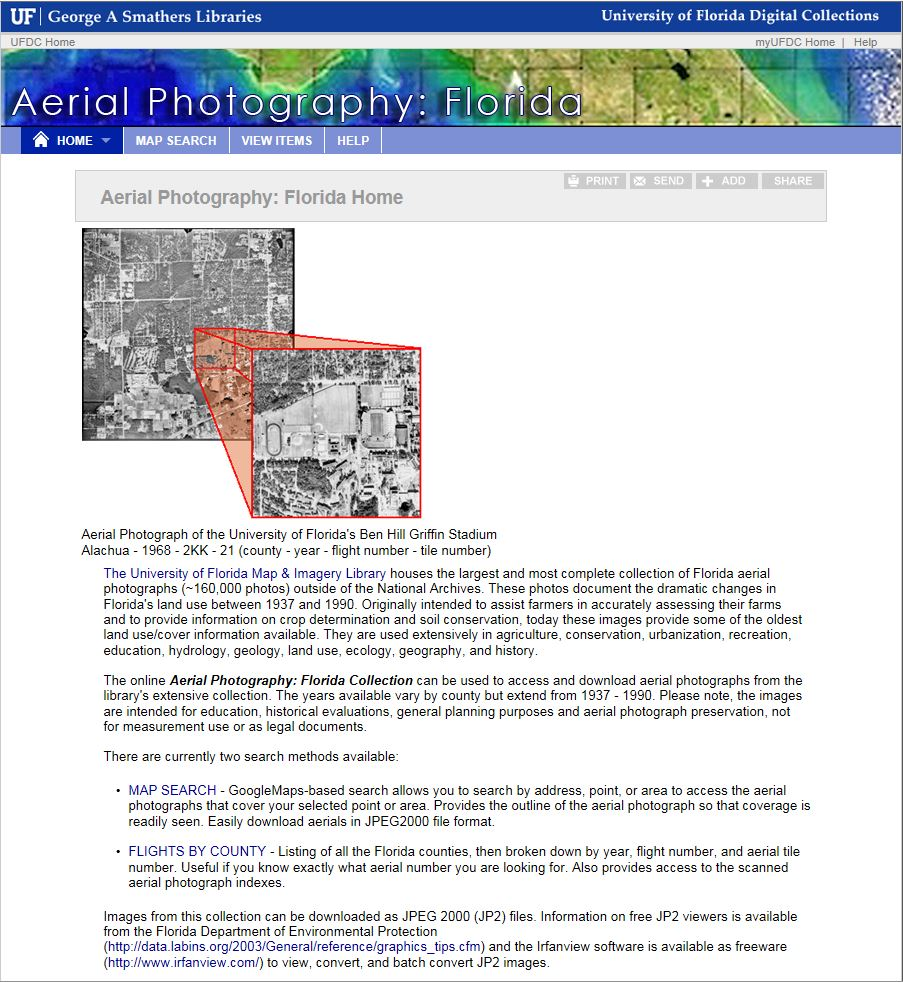 UF | George A Smathers Libraries
University of Florida Digital Collections
UFDC Home
myUFDC Home | Help
Aerial Photography: Florida
HOME
MAP SEARCH
VIEW ITEMS
HELP
PRINT
SEND
ADD
SHARE
Aerial Photography: Florida Home
Aerial Photograph of the University of Florida's Ben Hill Griffin Stadium
Alachua - 1968 - 2KK - 21 (county - year - flight number - tile number)
The University of Florida Map & Imagery Library houses the largest and most complete collection of Florida aerial
photographs (~160,000 photos) outside of the National Archives. These photos document the dramatic changes in
Florida's land use between 1937 and 1990. Originally intended to assist farmers in accurately assessing their farms
and to provide information on crop determination and soil conservation, today these images provide some of the oldest
land use/cover information available. They are used extensively in agriculture, conservation, urbanization, recreation,
education, hydrology, geology, land use, ecology, geography, and history.
The online Aerial Photography: Florida Collection can be used to access and download aerial photographs from the
library's extensive collection. The years available vary by county but extend from 1937 - 1990. Please note, the images
are intended for education, historical evaluations, general planning purposes and aerial photograph preservation, not
for measurement use or as legal documents.
There are currently two search methods available:
• MAP SEARCH - GoogleMaps-based search allows you to search by address, point, or area to access the aerial
photographs that cover your selected point or area. Provides the outline of the aerial photograph so that coverage is
readily seen. Easily download aerials in JPEG2000 file format.
• FLIGHTS BY COUNTY - Listing of all the Florida counties, then broken down by year, flight number, and aerial tile
number. Useful if you know exactly what aerial number you are looking for. Also provides access to the scanned
aerial photograph indexes.
Images from this collection can be downloaded as JPEG 2000 (JP2) files. Information on free JP2 viewers is available
from the Florida Department of Environmental Protection
(http://data.labins.org/2003/General/reference/graphics_tips.cfm) and the Irfanview software is available as freeware
(http://www.irfanview.com/) to view, convert, and batch convert JP2 images.